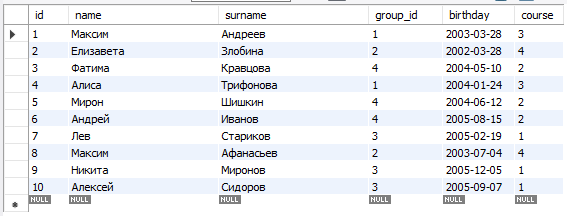 id name surname group_id birthday course
1 Максим Андреев 1 2003-03-28 3
2 Елизавета Злобина 2 2002-03-28 4
3 Фатима Кравцова 4 2004-05-10 2
4 Алиса Трифонова 1 2004-01-24 3
5 Мирон Шишкин 4 2004-06-12 2
6 Андрей Иванов 4 2005-08-15 2
7 Лев Стариков 3 2005-02-19 1
8 Максим Афанасьев 2 2003-07-04 4
9 Никита Миронов 3 2005-12-05 1
10 Алексей Сидоров 3 2005-09-07 1
NULL NULL NULL NULL NULL NULL